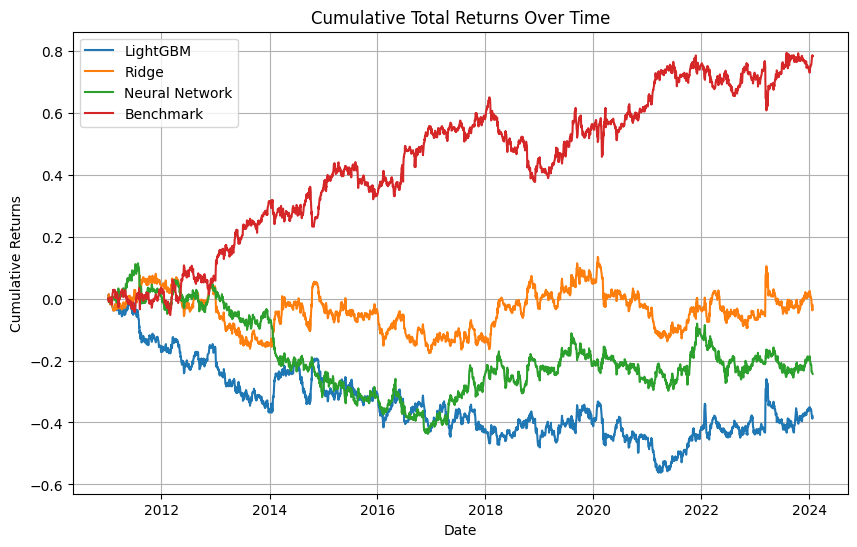 Cumulative Total Returns Over Time
LightGBM
Ridge
Neural Network
Benchmark
Cumulative Returns
0.8
0.6
0.4
0.2
0.0
−0.2
−0.4
−0.6
2012 2014 2016 2018 2020 2022 2024
Date